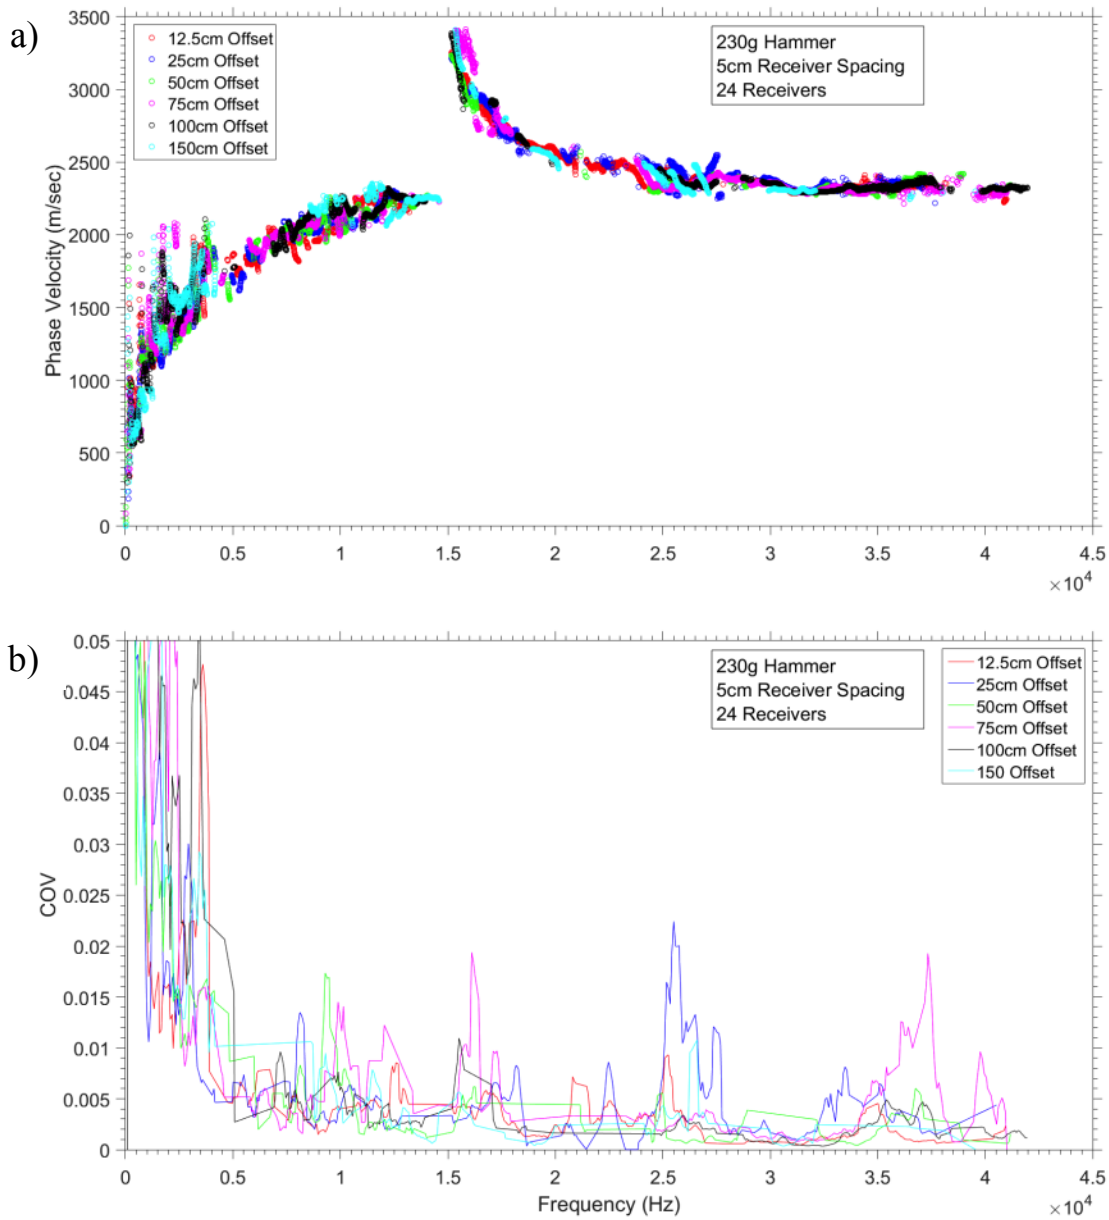 a)
3500
3000
2500
2000
1500
1000
500
0
Phase Velocity (m/sec)
12.5cm Offset
25cm Offset
50cm Offset
75cm Offset
100cm Offset
150cm Offset
230g Hammer
5cm Receiver Spacing
24 Receivers
0 0.5 1 1.5 2 2.5 3 3.5 4 4.5
Frequency (Hz)
×10⁴
b)
0.05
0.045
0.04
0.035
0.03
0.025
0.02
0.015
0.01
0.005
0
COV
230g Hammer
5cm Receiver Spacing
24 Receivers
12.5cm Offset
25cm Offset
50cm Offset
75cm Offset
100cm Offset
150 Offset
0 0.5 1 1.5 2 2.5 3 3.5 4 4.5
Frequency (Hz)
×10⁴